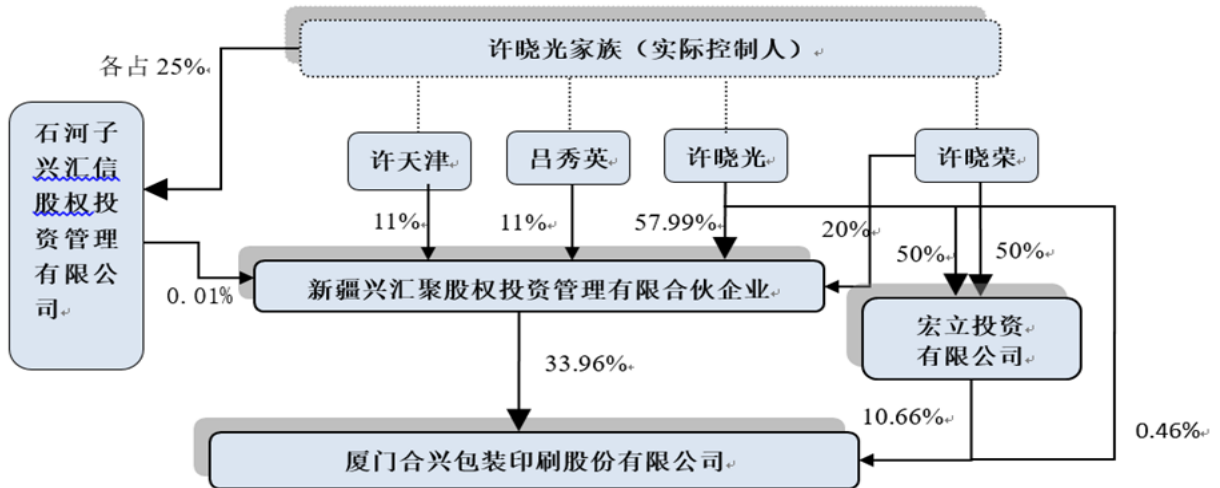 许晓光家族（实际控制人）
各占 25%
石河子
兴汇信
股权投
资管理
有限公
司
许天津
吕秀英
许晓光
许晓荣
11%
11%
57.99%
20%
50%
50%
0.01%
新疆兴汇聚股权投资管理有限合伙企业
宏立投资
有限公司
33.96%
10.66%
0.46%
厦门合兴包装印刷股份有限公司